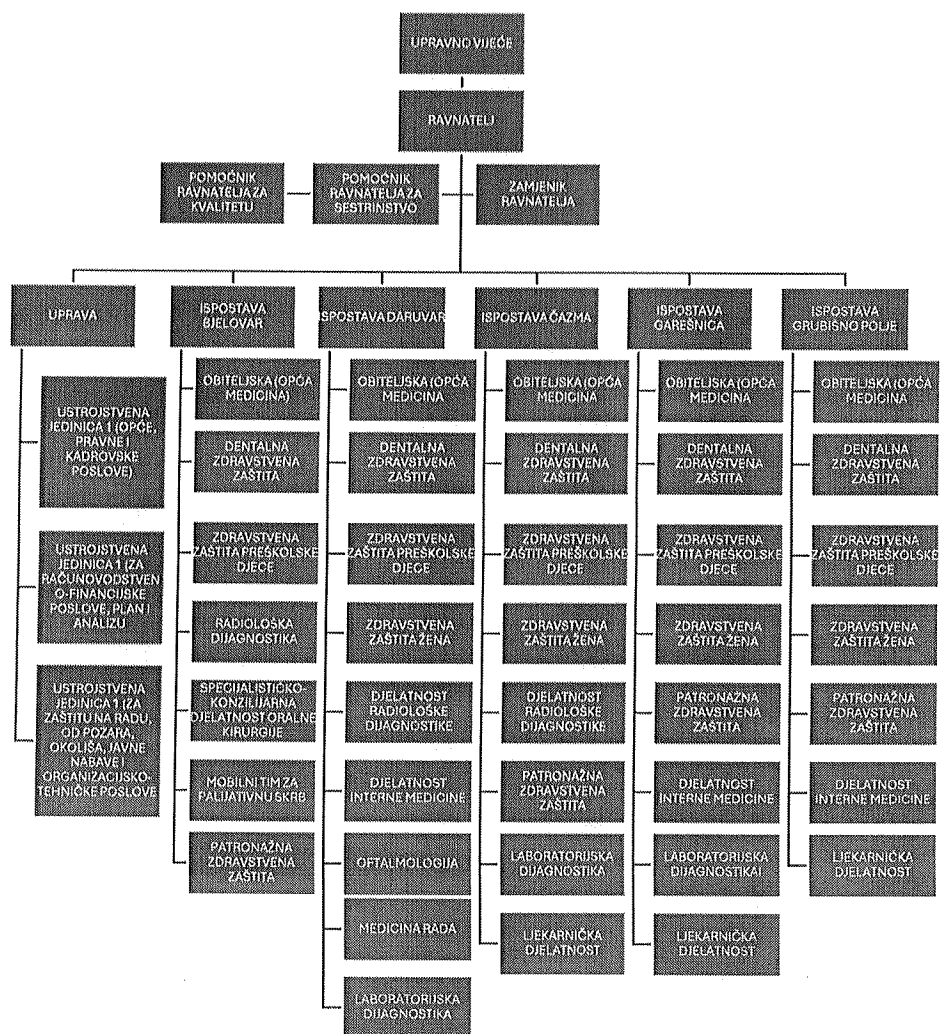 UPRAVNO VIJEĆE
RAVNATELJ
POMOĆNIK
RAVNATELJA ZA
KVALITETU
POMOĆNIK
RAVNATELJA ZA
SESTRINSTVO
ZAMJENIK
RAVNATELJA
UPRAVA
USTROJSTVENA
JEDINICA 1 (OPĆE,
PRAVNE I
KADROVSKE
POSLOVE)
USTROJSTVENA
JEDINICA 1 (ZA
RAČUNOVODSTVEN
O-FINANCIJSKE
POSLOVE, PLAN I
ANALIZU
USTROJSTVENA
JEDINICA 1 (ZA
ZAŠTITU NA RADU,
OD POZARA,
OKOLIŠA, JAVNE
NABAVE I
ORGANIZACIJSKO-
TEHNIČKE POSLOVE
ISPOSTAVA
BJELOVAR
OBITELJSKA (OPĆA
MEDICINA)
DENTALNA
ZDRAVSTVENA
ZAŠTITA
ZDRAVSTVENA
ZAŠTITA PREŠKOLSKE
DJECE
RADIOLOŠKA
DIJAGNOSTIKA
SPECIJALISTIČKO-
KONZILIJARNA
DJELATNOST ORALNE
KIRURGIJE
MOBILNI TIM ZA
PALIJATIVNU SKRB
PATRONAŽNA
ZDRAVSTVENA
ZAŠTITA
ISPOSTAVA DARUVAR
OBITELJSKA (OPĆA
MEDICINA
DENTALNA
ZDRAVSTVENA
ZAŠTITA
ZDRAVSTVENA
ZAŠTITA PREŠKOLSKE
DJECE
ZDRAVSTVENA
ZAŠTITA ŽENA
DJELATNOST
RADIOLOŠKE
DIJAGNOSTIKE
DJELATNOST
INTERNE MEDICINE
OFTALMOLOGIJA
MEDICINA RADA
LABORATORIJSKA
DIJAGNOSTIKA
ISPOSTAVA ČAZMA
OBITELJSKA (OPĆA
MEDICINA
DENTALNA
ZDRAVSTVENA
ZAŠTITA
ZDRAVSTVENA
ZAŠTITA PREŠKOLSKE
DJECE
ZDRAVSTVENA
ZAŠTITA ŽENA
DJELATNOST
RADIOLOŠKE
DIJAGNOSTIKE
PATRONAŽNA
ZDRAVSTVENA
ZAŠTITA
LABORATORIJSKA
DIJAGNOSTIKA
LJEKARNIČKA
DJELATNOST
ISPOSTAVA
GAREŠNICA
OBITELJSKA (OPĆA
MEDICINA
DENTALNA
ZDRAVSTVENA
ZAŠTITA
ZDRAVSTVENA
ZAŠTITA PREŠKOLSKE
DJECE
ZDRAVSTVENA
ZAŠTITA ŽENA
PATRONAZNA
ZDRAVSTVENA
ZAŠTITA
DJELATNOST
INTERNE MEDICINE
LABORATORIJSKA
DIJAGNOSTIKAI
LJEKARNIČKA
DJELATNOST
ISPOSTAVA
GRUBISNO POLJE
OBITELJSKA (OPĆA
MEDICINA
DENTALNA
ZDRAVSTVENA
ZAŠTITA
ZDRAVSTVENA
ZAŠTITA PREŠKOLSKE
DJECE
ZDRAVSTVENA
ZAŠTITA ŽENA
PATRONAŽNA
ZDRAVSTVENA
ZAŠTITA
DJELATNOST
INTERNE MEDICINE
LJEKARNIČKA
DJELATNOST